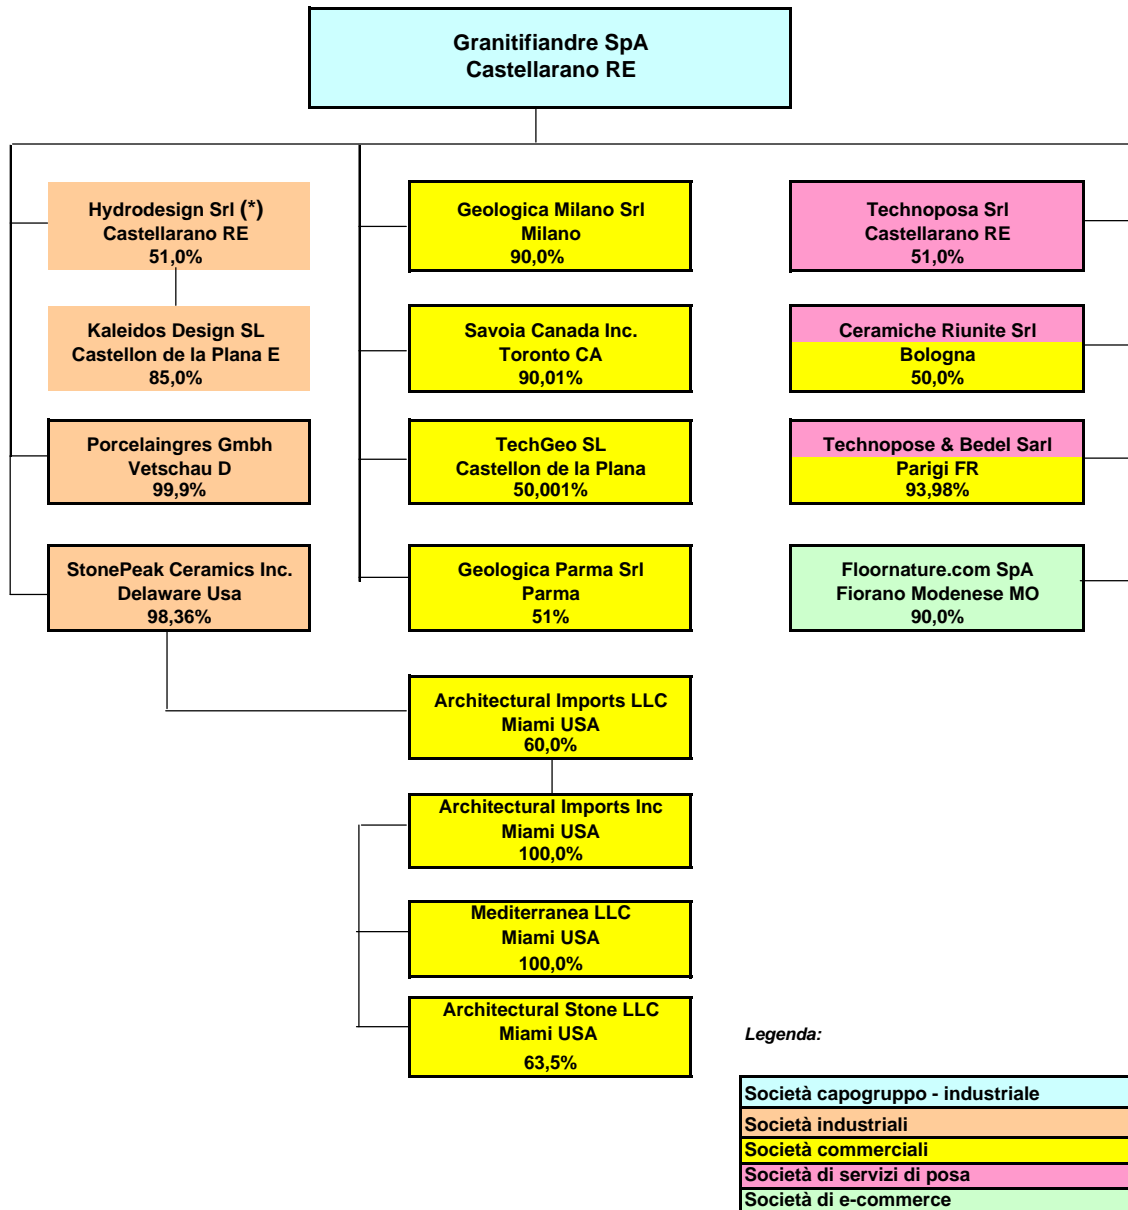 Granitifiandre SpA
Castellarano RE
Hydrodesign Srl (*)
Castellarano RE
51,0%
Kaleidos Design SL
Castellon de la Plana E
85,0%
Porcelaingres Gmbh
Vetschau D
99,9%
StonePeak Ceramics Inc.
Delaware Usa
98,36%
Geologica Milano Srl
Milano
90,0%
Savoia Canada Inc.
Toronto CA
90,01%
TechGeo SL
Castellon de la Plana
50,001%
Geologica Parma Srl
Parma
51%
Technoposa Srl
Castellarano RE
51,0%
Ceramiche Riunite Srl
Bologna
50,0%
Technopose & Bedel Sarl
Parigi FR
93,98%
Floornature.com SpA
Fiorano Modenese MO
90,0%
Architectural Imports LLC
Miami USA
60,0%
Architectural Imports Inc
Miami USA
100,0%
Mediterranea LLC
Miami USA
100,0%
Architectural Stone LLC
Miami USA
63,5%
Legenda:
Società capogruppo - industriale
Società industriali
Società commerciali
Società di servizi di posa
Società di e-commerce